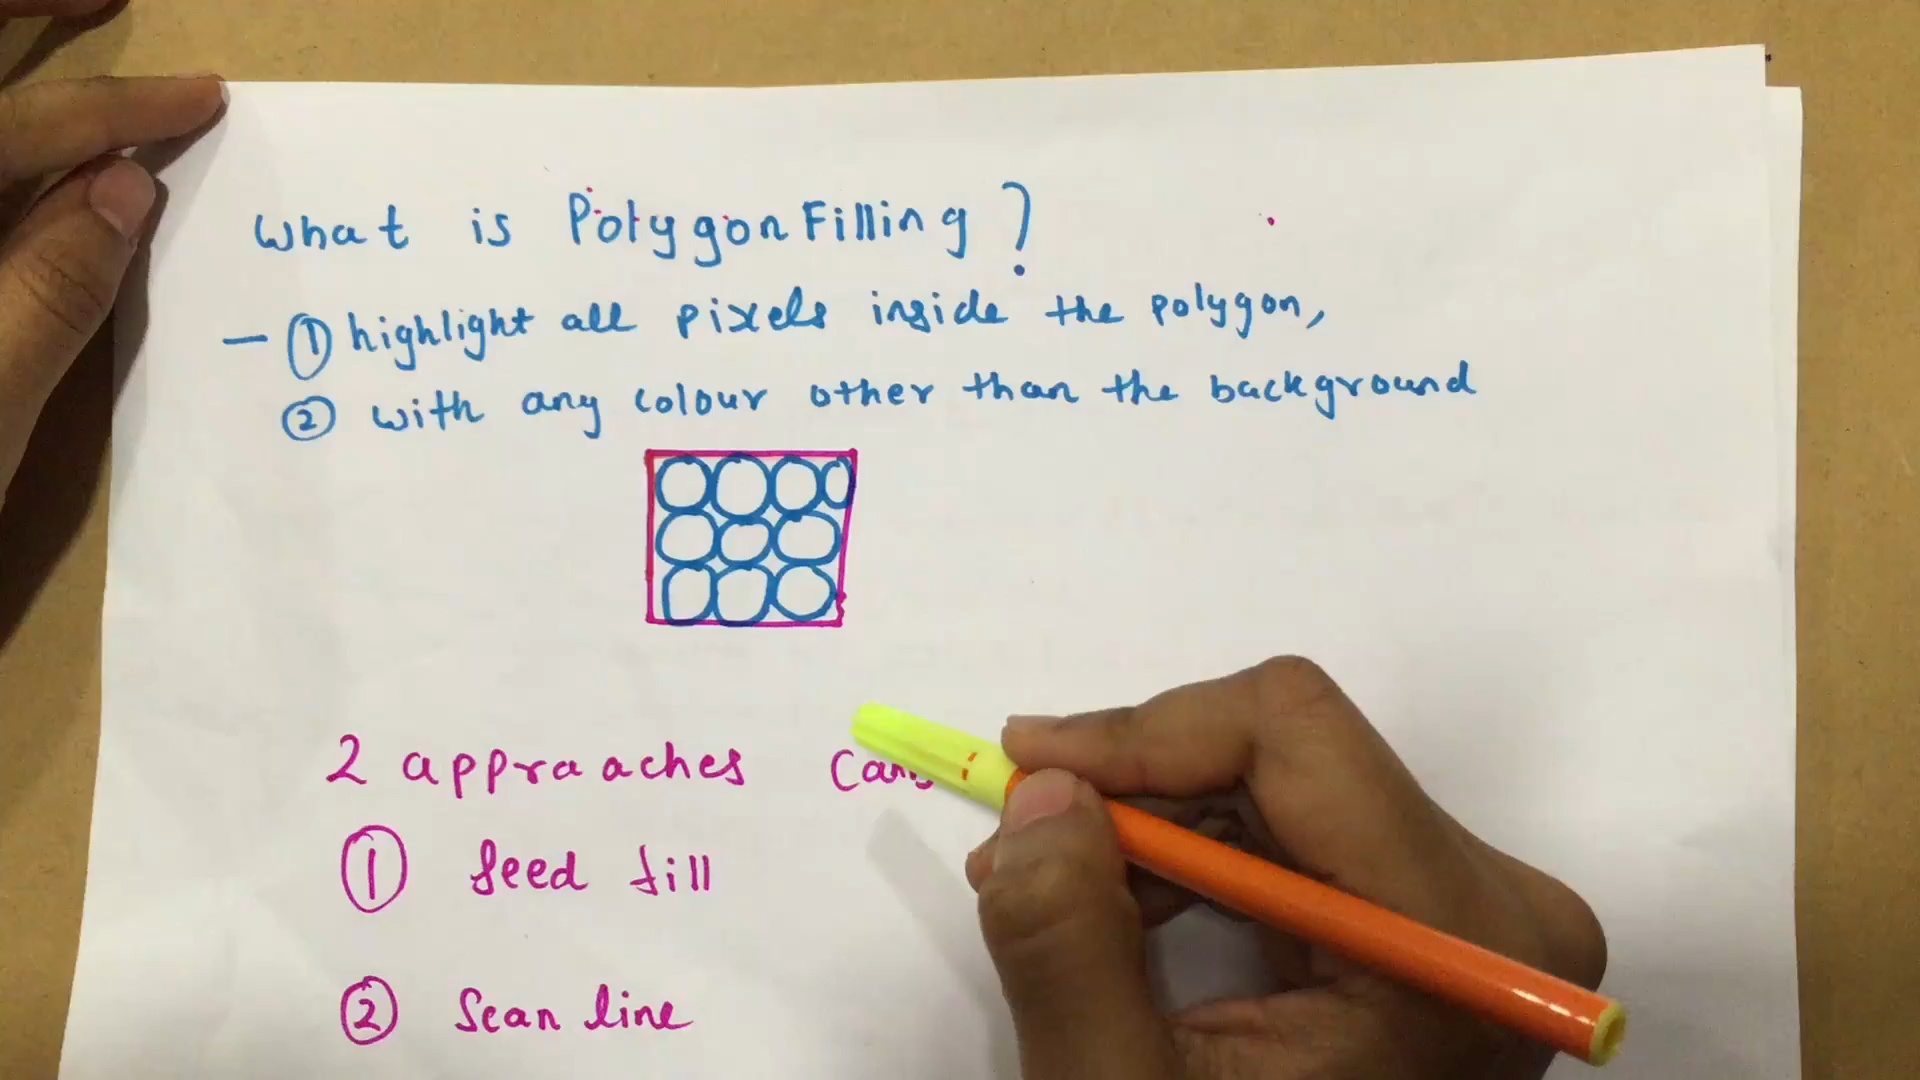 What is Polygon Filling?
- ① highlight all pixels inside the polygon,
② with any colour other than the background
2 appraaches
① Seed fill
② Scan line